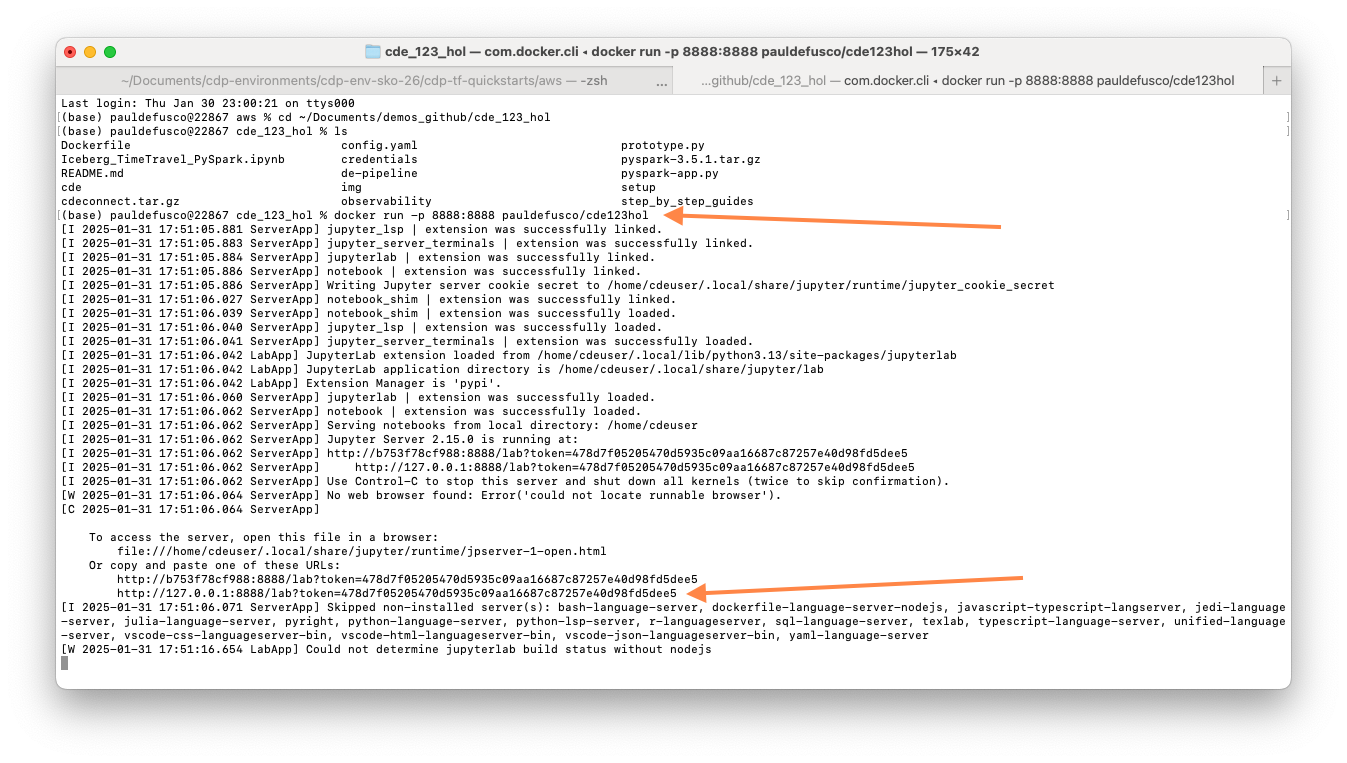 cde_123_hol — com.docker.cli ◂ docker run -p 8888:8888 pauldefusco/cde123hol — 175×42
~/Documents/cdp-environments/cdp-env-sko-26/cdp-tf-quickstarts/aws — -zsh ... ...github/cde_123_hol — com.docker.cli ◂ docker run -p 8888:8888 pauldefusco/cde123hol +
Last login: Thu Jan 30 23:00:21 on ttys000
[(base) pauldefusco@22867 aws % cd ~/Documents/demos_github/cde_123_hol ]
[(base) pauldefusco@22867 cde_123_hol % ls ]
Dockerfile config.yaml prototype.py
Iceberg_TimeTravel_PySpark.ipynb credentials pyspark-3.5.1.tar.gz
README.md de-pipeline pyspark-app.py
cde img setup
cdeconnect.tar.gz observability step_by_step_guides
[(base) pauldefusco@22867 cde_123_hol % docker run -p 8888:8888 pauldefusco/cde123hol ]
[I 2025-01-31 17:51:05.881 ServerApp] jupyter_lsp | extension was successfully linked.
[I 2025-01-31 17:51:05.883 ServerApp] jupyter_server_terminals | extension was successfully linked.
[I 2025-01-31 17:51:05.884 ServerApp] jupyterlab | extension was successfully linked.
[I 2025-01-31 17:51:05.886 ServerApp] notebook | extension was successfully linked.
[I 2025-01-31 17:51:05.886 ServerApp] Writing Jupyter server cookie secret to /home/cdeuser/.local/share/jupyter/runtime/jupyter_cookie_secret
[I 2025-01-31 17:51:06.027 ServerApp] notebook_shim | extension was successfully linked.
[I 2025-01-31 17:51:06.039 ServerApp] notebook_shim | extension was successfully loaded.
[I 2025-01-31 17:51:06.040 ServerApp] jupyter_lsp | extension was successfully loaded.
[I 2025-01-31 17:51:06.041 ServerApp] jupyter_server_terminals | extension was successfully loaded.
[I 2025-01-31 17:51:06.042 LabApp] JupyterLab extension loaded from /home/cdeuser/.local/lib/python3.13/site-packages/jupyterlab
[I 2025-01-31 17:51:06.042 LabApp] JupyterLab application directory is /home/cdeuser/.local/share/jupyter/lab
[I 2025-01-31 17:51:06.042 LabApp] Extension Manager is 'pypi'.
[I 2025-01-31 17:51:06.060 ServerApp] jupyterlab | extension was successfully loaded.
[I 2025-01-31 17:51:06.062 ServerApp] notebook | extension was successfully loaded.
[I 2025-01-31 17:51:06.062 ServerApp] Serving notebooks from local directory: /home/cdeuser
[I 2025-01-31 17:51:06.062 ServerApp] Jupyter Server 2.15.0 is running at:
[I 2025-01-31 17:51:06.062 ServerApp] http://b753f78cf988:8888/lab?token=478d7f05205470d5935c09aa16687c87257e40d98fd5dee5
[I 2025-01-31 17:51:06.062 ServerApp]     http://127.0.0.1:8888/lab?token=478d7f05205470d5935c09aa16687c87257e40d98fd5dee5
[I 2025-01-31 17:51:06.062 ServerApp] Use Control-C to stop this server and shut down all kernels (twice to skip confirmation).
[W 2025-01-31 17:51:06.064 ServerApp] No web browser found: Error('could not locate runnable browser').
[C 2025-01-31 17:51:06.064 ServerApp]
To access the server, open this file in a browser:
file:///home/cdeuser/.local/share/jupyter/runtime/jpserver-1-open.html
Or copy and paste one of these URLs:
http://b753f78cf988:8888/lab?token=478d7f05205470d5935c09aa16687c87257e40d98fd5dee5
http://127.0.0.1:8888/lab?token=478d7f05205470d5935c09aa16687c87257e40d98fd5dee5
[I 2025-01-31 17:51:06.071 ServerApp] Skipped non-installed server(s): bash-language-server, dockerfile-language-server-nodejs, javascript-typescript-langserver, jedi-language
-server, julia-language-server, pyright, python-language-server, python-lsp-server, r-languageserver, sql-language-server, texlab, typescript-language-server, unified-language
-server, vscode-css-languageserver-bin, vscode-html-languageserver-bin, vscode-json-languageserver-bin, yaml-language-server
[W 2025-01-31 17:51:16.654 LabApp] Could not determine jupyterlab build status without nodejs